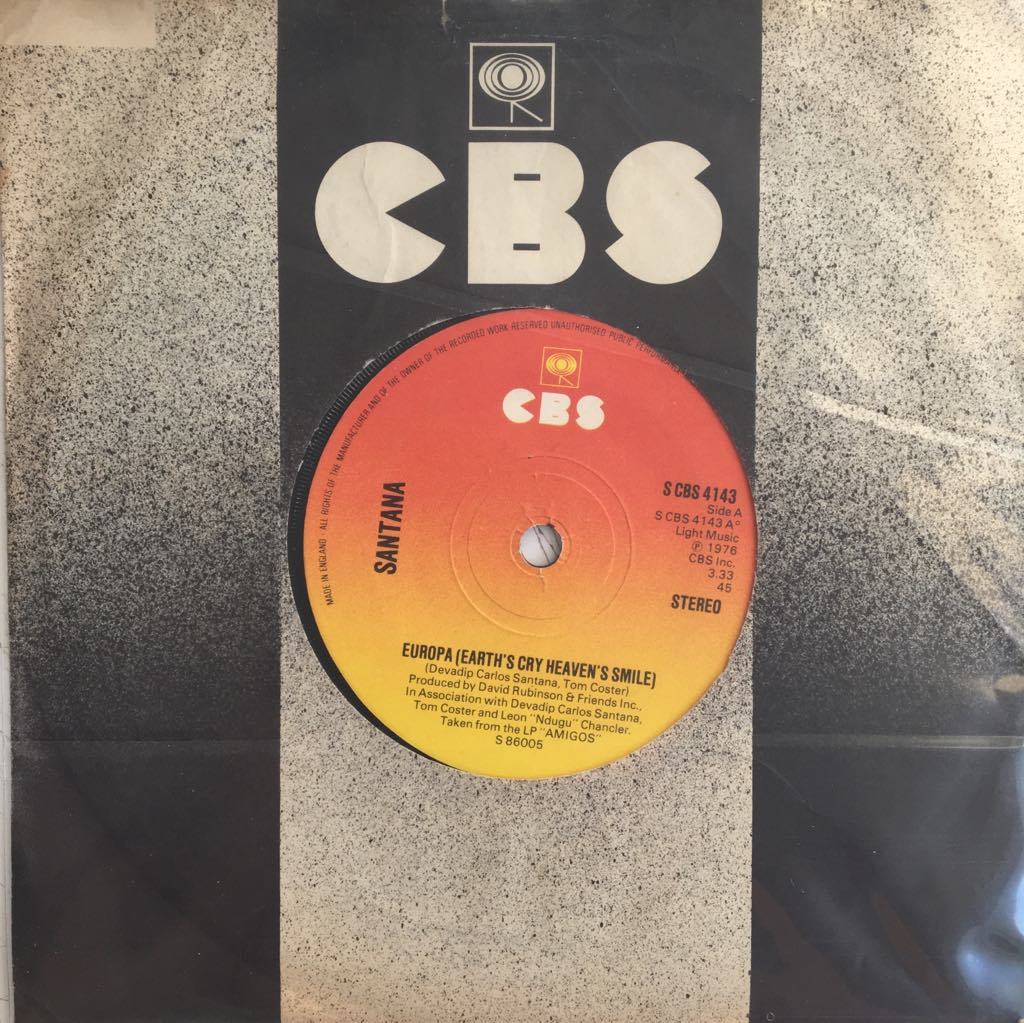 CBS
ALL RIGHTS OF THE MANUFACTURER AND OF THE OWNER OF THE RECORDED WORK RESERVED UNAUTHORISED PUBLIC
MADE IN ENGLAND
CBS
SANTANA
S CBS 4143
Side A
S CBS 4143 A°
Light Music
℗ 1976
CBS Inc.
3.33
45
STEREO
EUROPA (EARTH'S CRY HEAVEN'S SMILE)
(Devadip Carlos Santana, Tom Coster)
Produced by David Rubinson & Friends Inc.,
In Association with Devadip Carlos Santana,
Tom Coster and Leon "Ndugu" Chancler.
Taken from the LP "AMIGOS"
S 86005